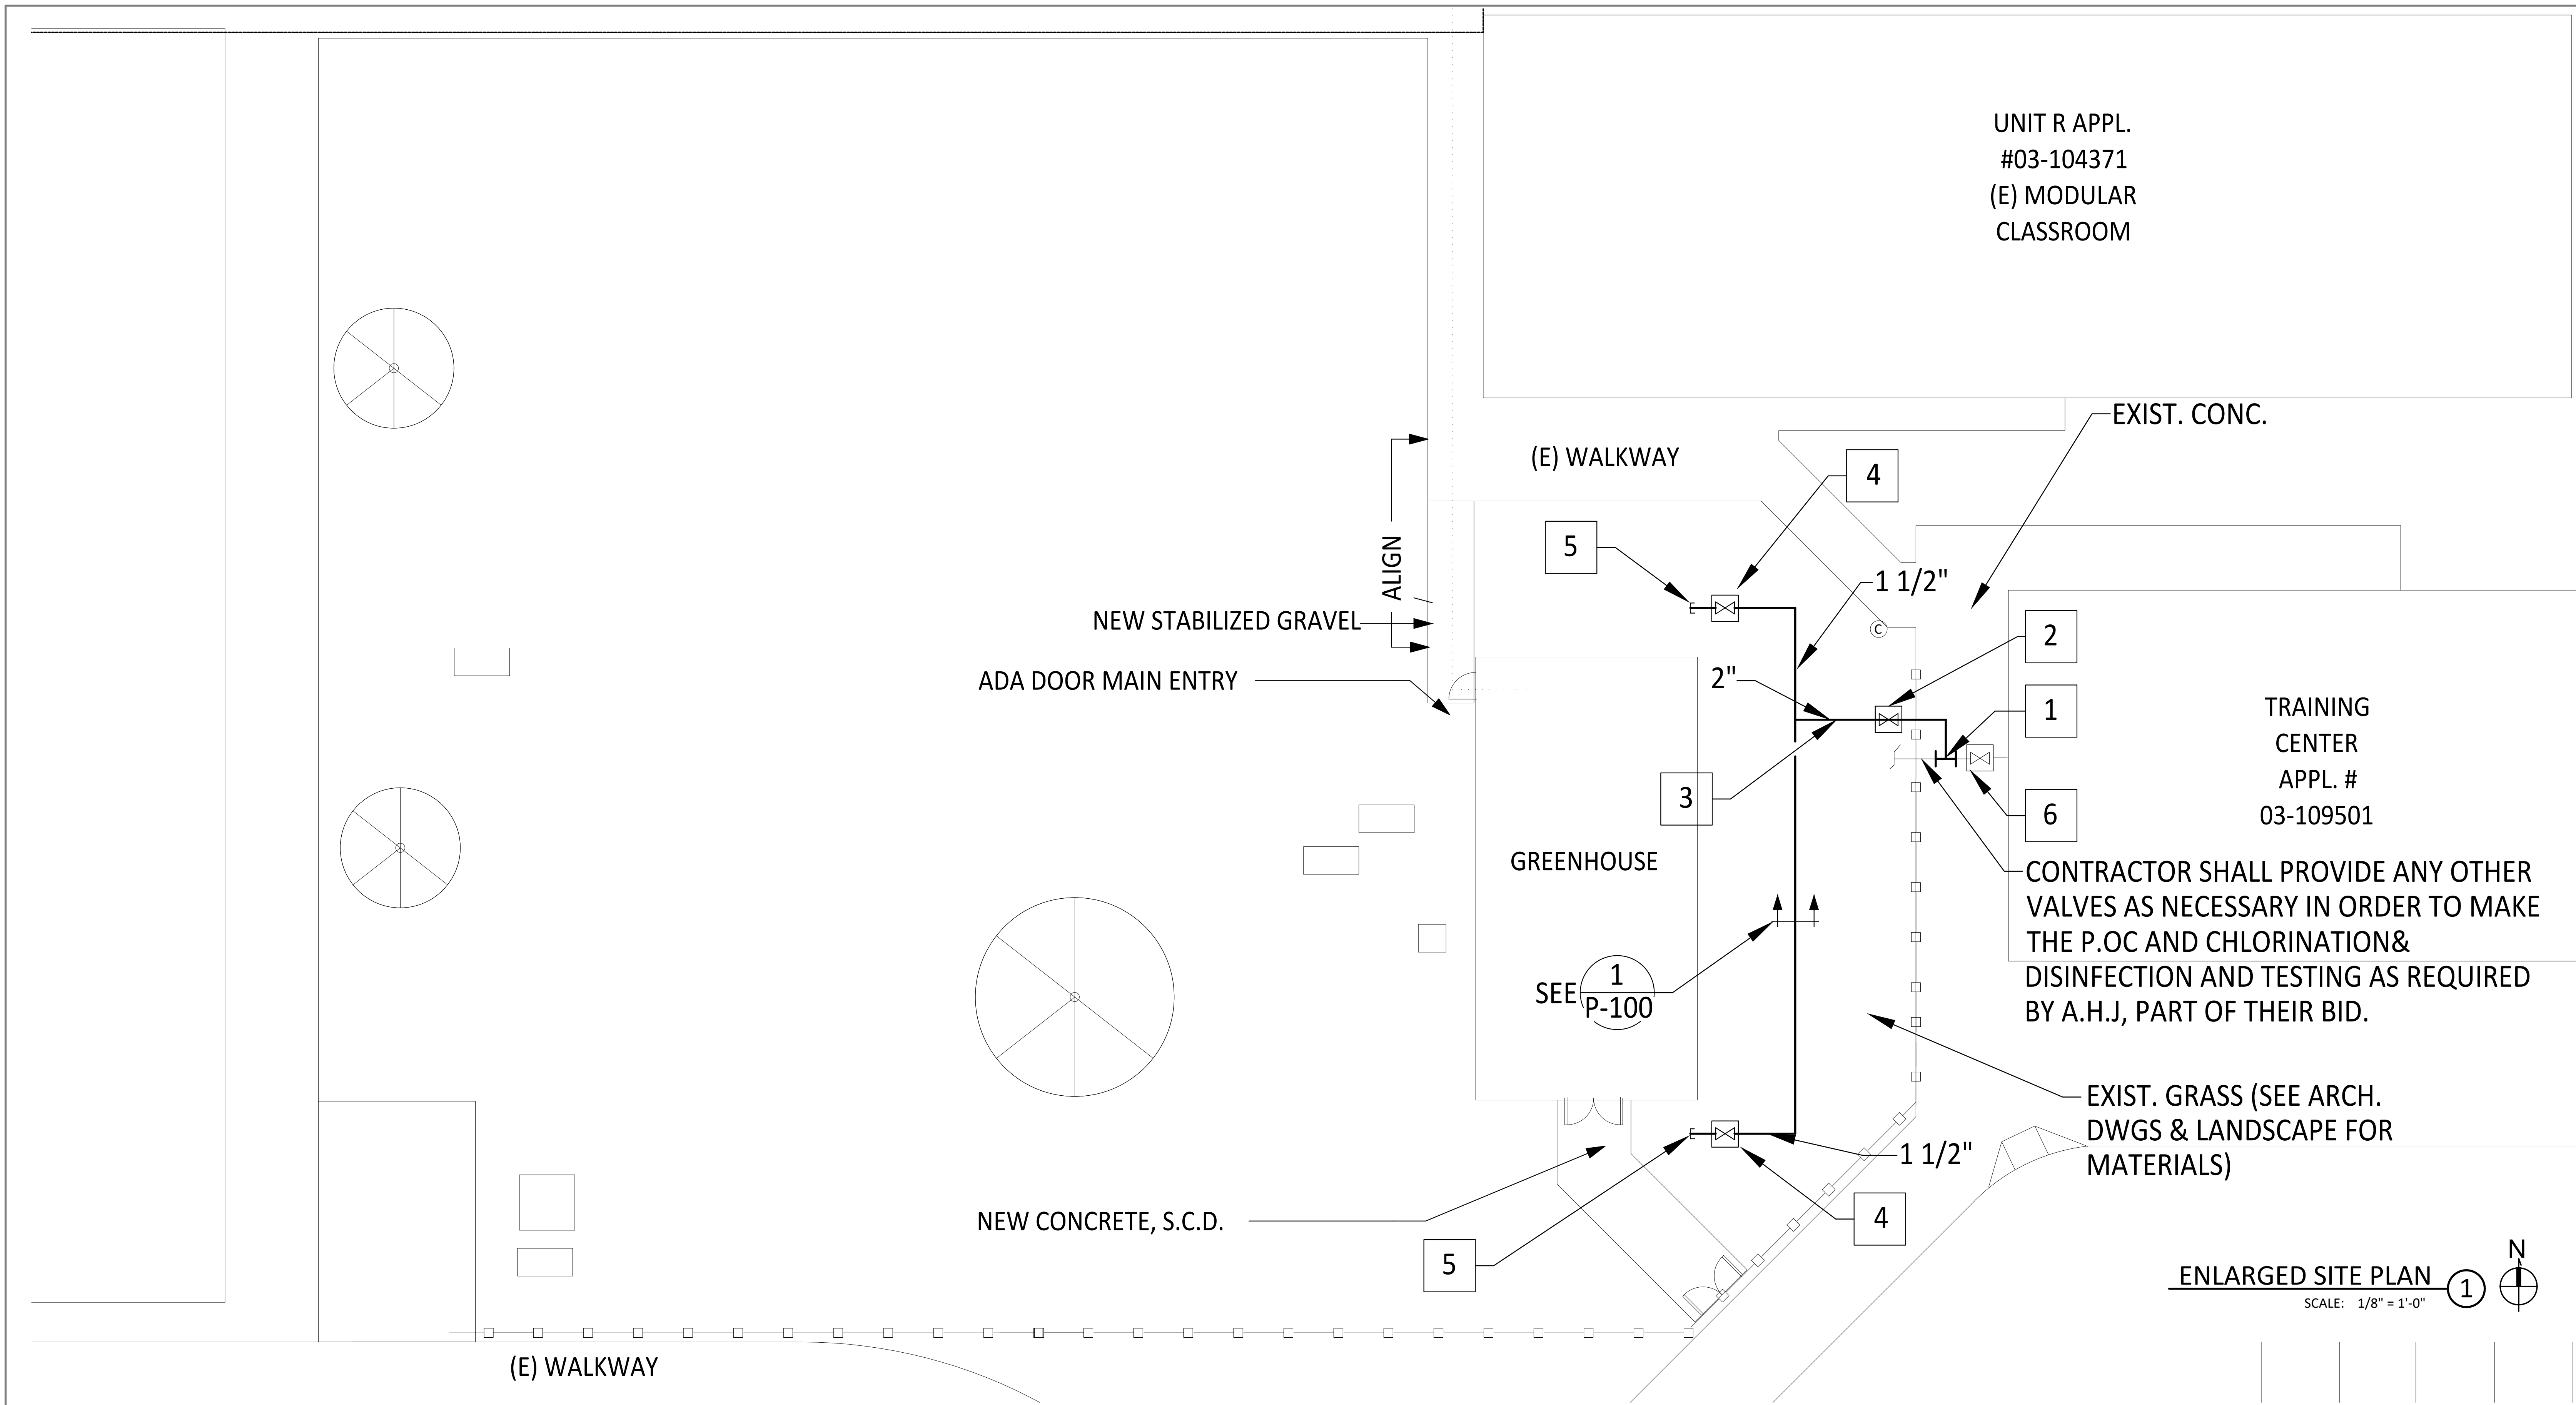 UNIT R APPL.
#03-104371
(E) MODULAR
CLASSROOM
EXIST. CONC.
(E) WALKWAY
4
5
ALIGN
1 1/2"
NEW STABILIZED GRAVEL
C
2
ADA DOOR MAIN ENTRY
2"
1
TRAINING
CENTER
APPL. #
03-109501
3
6
GREENHOUSE
CONTRACTOR SHALL PROVIDE ANY OTHER
VALVES AS NECESSARY IN ORDER TO MAKE
THE P.OC AND CHLORINATION&
DISINFECTION AND TESTING AS REQUIRED
BY A.H.J, PART OF THEIR BID.
SEE
1
P-100
EXIST. GRASS (SEE ARCH.
DWGS & LANDSCAPE FOR
MATERIALS)
1 1/2"
NEW CONCRETE, S.C.D.
4
5
N
ENLARGED SITE PLAN
1
SCALE: 1/8" = 1'-0"
(E) WALKWAY